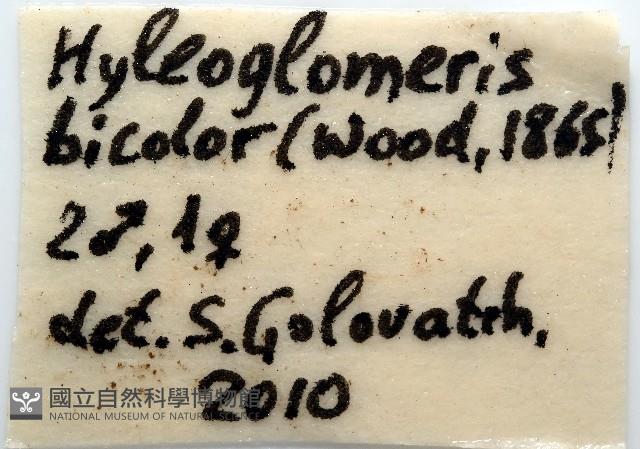 Hyleoglomeris
bicolor (Wood, 1865)
2♂, 1♀
det. S. Golovatch,
2010
國立自然科學博物館
NATIONAL MUSEUM OF NATURAL SCIENCE